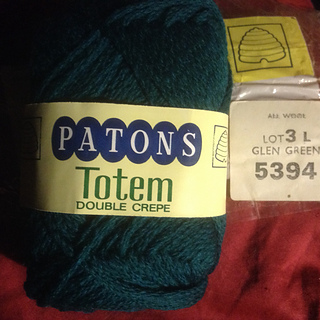 PATONS
Totem
DOUBLE CREPE
ALL WOOL
LOT 3 L
GLEN GREEN
5394